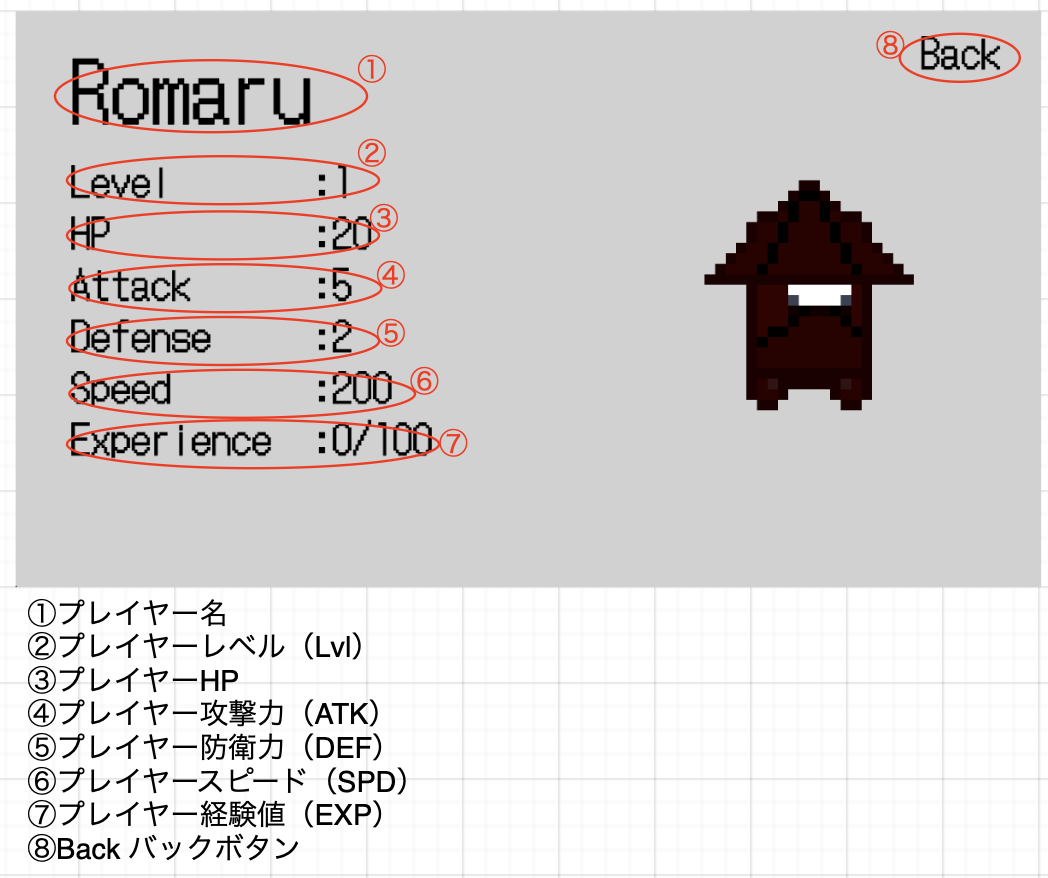 Romaru ①
⑧ Back
Level :1 ②
HP :20 ③
Attack :5 ④
Defense :2 ⑤
Speed :200 ⑥
Experience :0/100 ⑦
①プレイヤー名
②プレイヤーレベル（Lvl）
③プレイヤーHP
④プレイヤー攻撃力（ATK）
⑤プレイヤー防衛力（DEF）
⑥プレイヤースピード（SPD）
⑦プレイヤー経験値（EXP）
⑧Back バックボタン